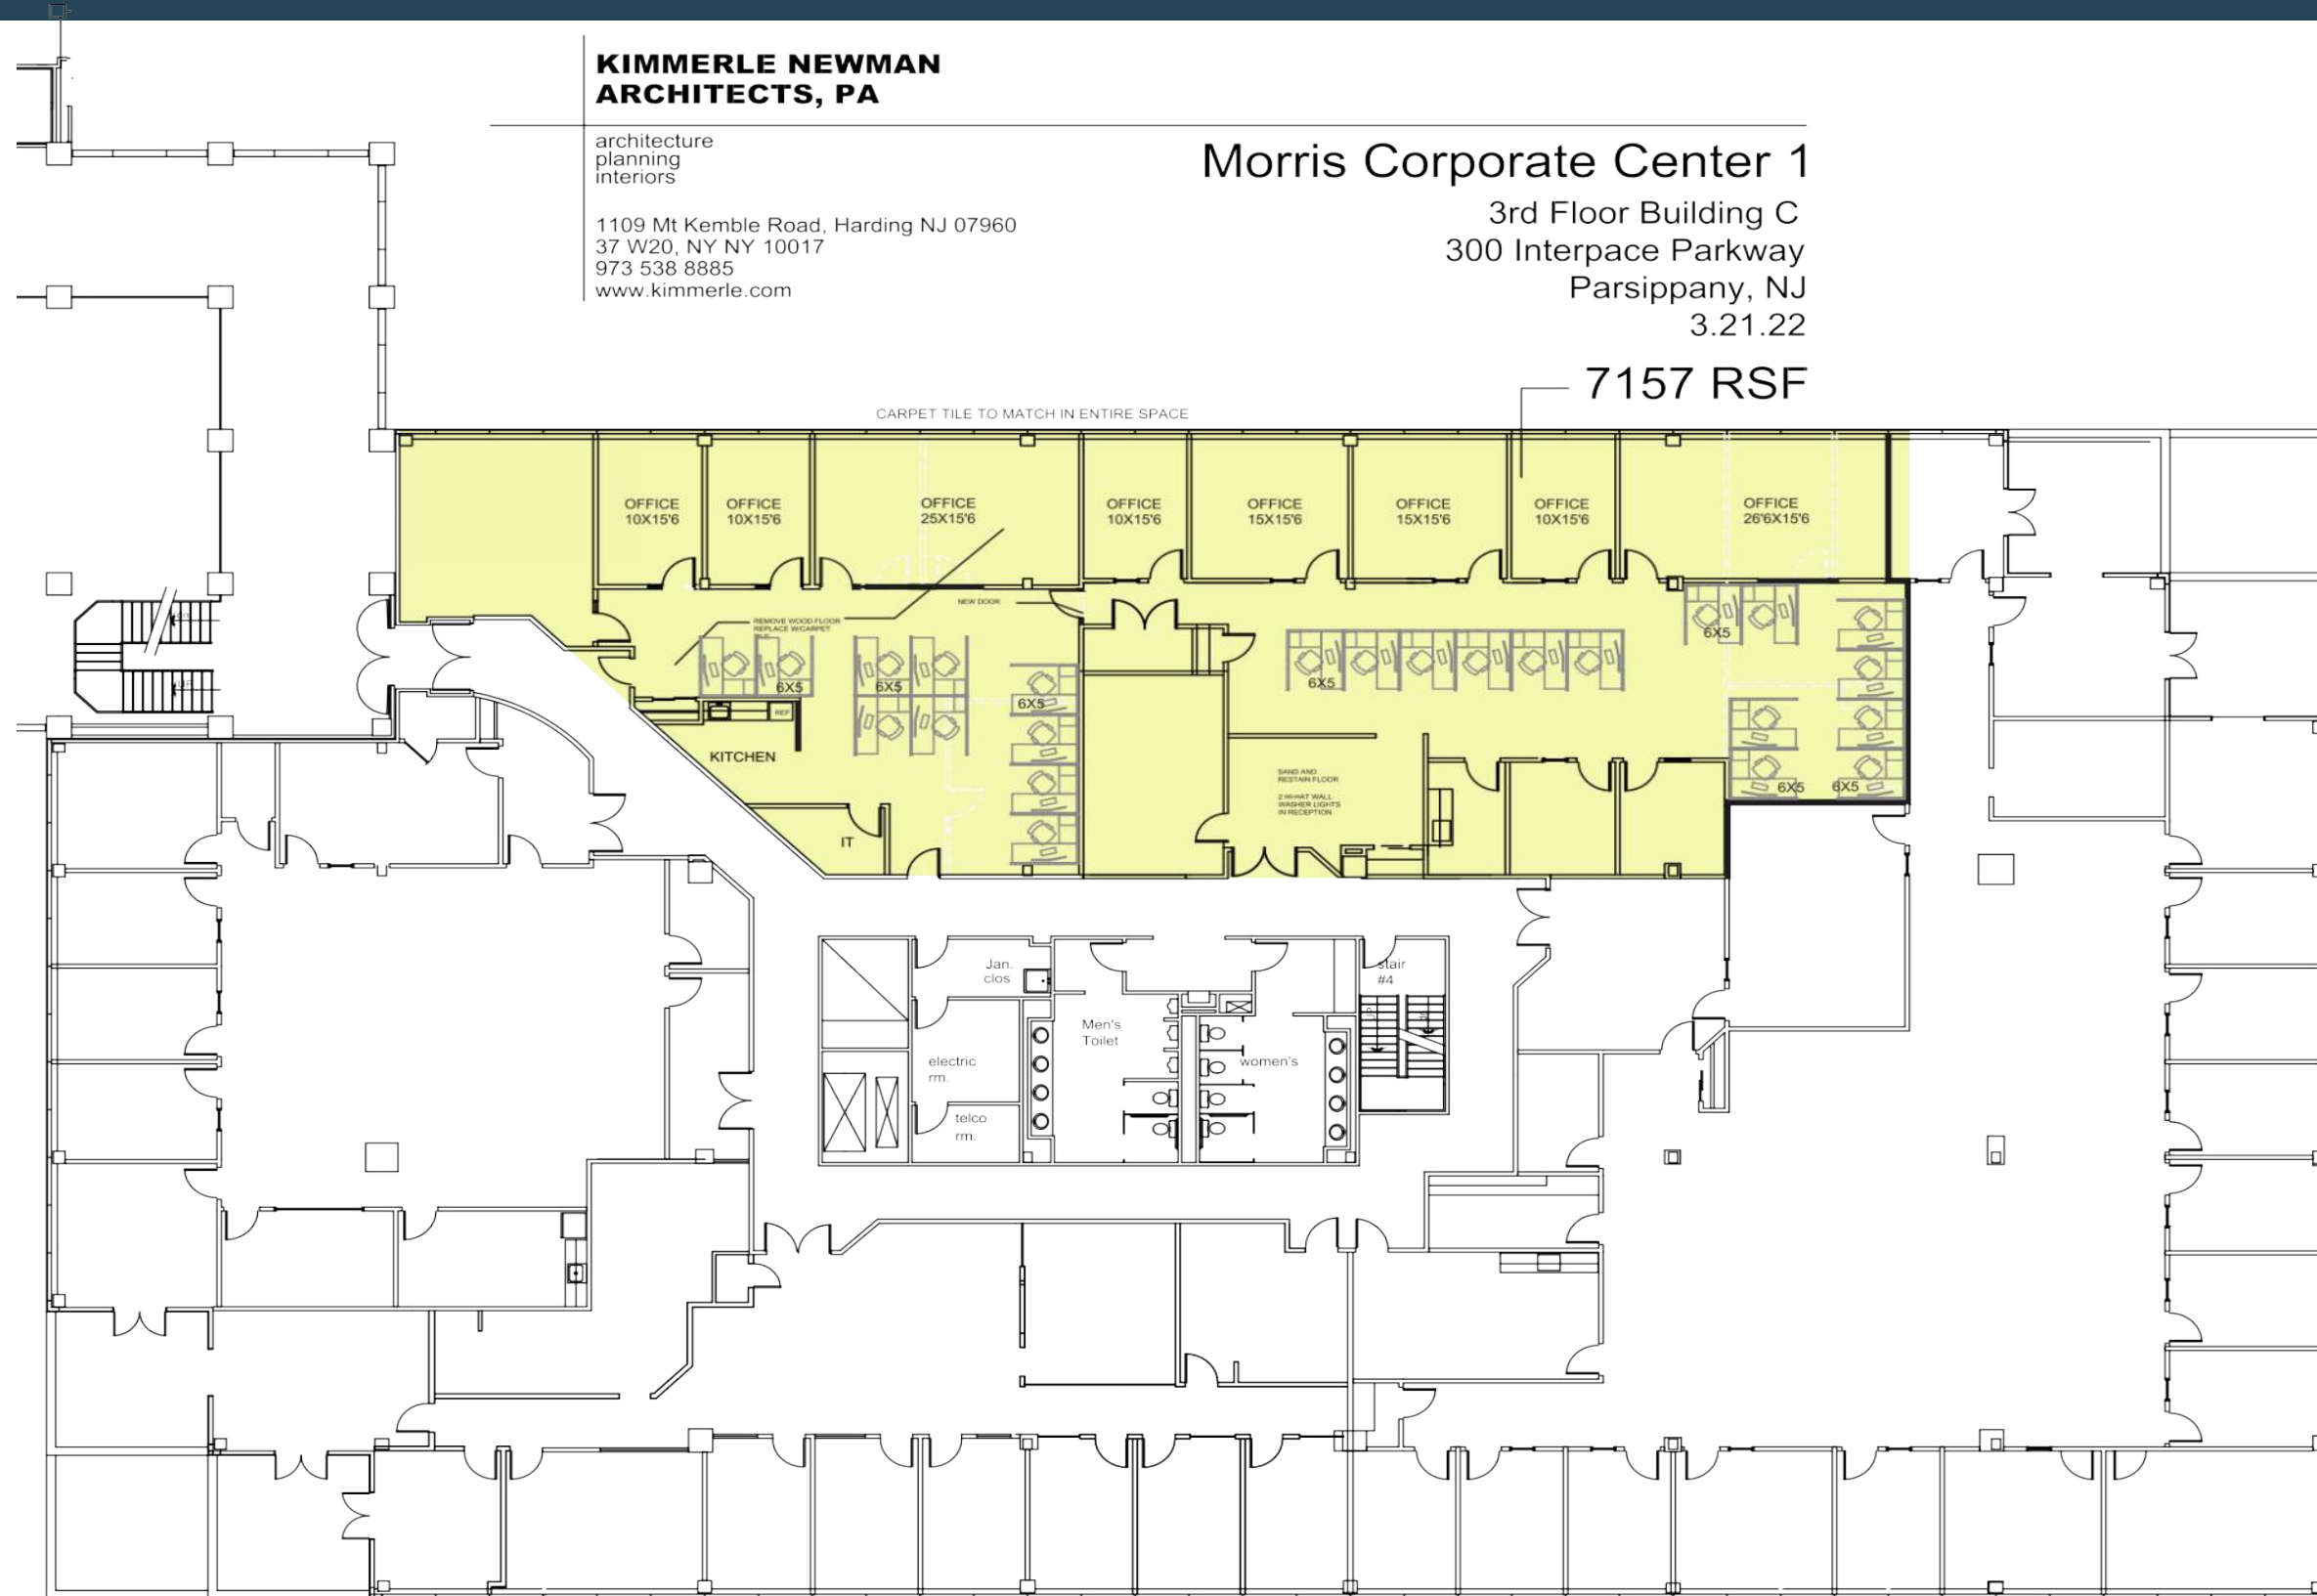 KIMMERLE NEWMAN
ARCHITECTS, PA
architecture
planning
interiors
1109 Mt Kemble Road, Harding NJ 07960
37 W20, NY NY 10017
973 538 8885
www.kimmerle.com
Morris Corporate Center 1
3rd Floor Building C
300 Interpace Parkway
Parsippany, NJ
3.21.22
7157 RSF
CARPET TILE TO MATCH IN ENTIRE SPACE
OFFICE
10X15'6
OFFICE
10X15'6
OFFICE
25X15'6
OFFICE
10X15'6
OFFICE
15X15'6
OFFICE
15X15'6
OFFICE
10X15'6
OFFICE
26'6X15'6
NEW DOOR
REMOVE WOOD FLOOR
REPLACE W/CARPET
6X5
6X5
6X5
6X5
6X5
REF
KITCHEN
IT
SAND AND
RESTAIN FLOOR
2 HI-HAT WALL
WASHER LIGHTS
IN RECEPTION
6X5
6X5
Jan.
clos
stair
#4
Men's
Toilet
electric
rm.
women's
telco
rm.